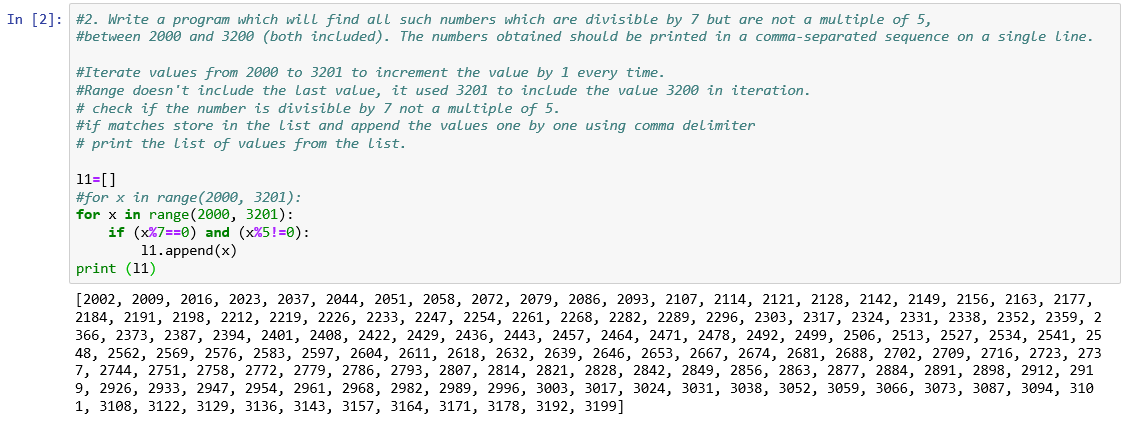 In [2]: #2. Write a program which will find all such numbers which are divisible by 7 but are not a multiple of 5,
#between 2000 and 3200 (both included). The numbers obtained should be printed in a comma-separated sequence on a single line.
#Iterate values from 2000 to 3201 to increment the value by 1 every time.
#Range doesn't include the last value, it used 3201 to include the value 3200 in iteration.
# check if the number is divisible by 7 not a multiple of 5.
#if matches store in the list and append the values one by one using comma delimiter
# print the list of values from the list.
l1=[]
#for x in range(2000, 3201):
for x in range(2000, 3201):
    if (x%7==0) and (x%5!=0):
        l1.append(x)
print (l1)
[2002, 2009, 2016, 2023, 2037, 2044, 2051, 2058, 2072, 2079, 2086, 2093, 2107, 2114, 2121, 2128, 2142, 2149, 2156, 2163, 2177,
2184, 2191, 2198, 2212, 2219, 2226, 2233, 2247, 2254, 2261, 2268, 2282, 2289, 2296, 2303, 2317, 2324, 2331, 2338, 2352, 2359, 2
366, 2373, 2387, 2394, 2401, 2408, 2422, 2429, 2436, 2443, 2457, 2464, 2471, 2478, 2492, 2499, 2506, 2513, 2527, 2534, 2541, 25
48, 2562, 2569, 2576, 2583, 2597, 2604, 2611, 2618, 2632, 2639, 2646, 2653, 2667, 2674, 2681, 2688, 2702, 2709, 2716, 2723, 273
7, 2744, 2751, 2758, 2772, 2779, 2786, 2793, 2807, 2814, 2821, 2828, 2842, 2849, 2856, 2863, 2877, 2884, 2891, 2898, 2912, 291
9, 2926, 2933, 2947, 2954, 2961, 2968, 2982, 2989, 2996, 3003, 3017, 3024, 3031, 3038, 3052, 3059, 3066, 3073, 3087, 3094, 310
1, 3108, 3122, 3129, 3136, 3143, 3157, 3164, 3171, 3178, 3192, 3199]